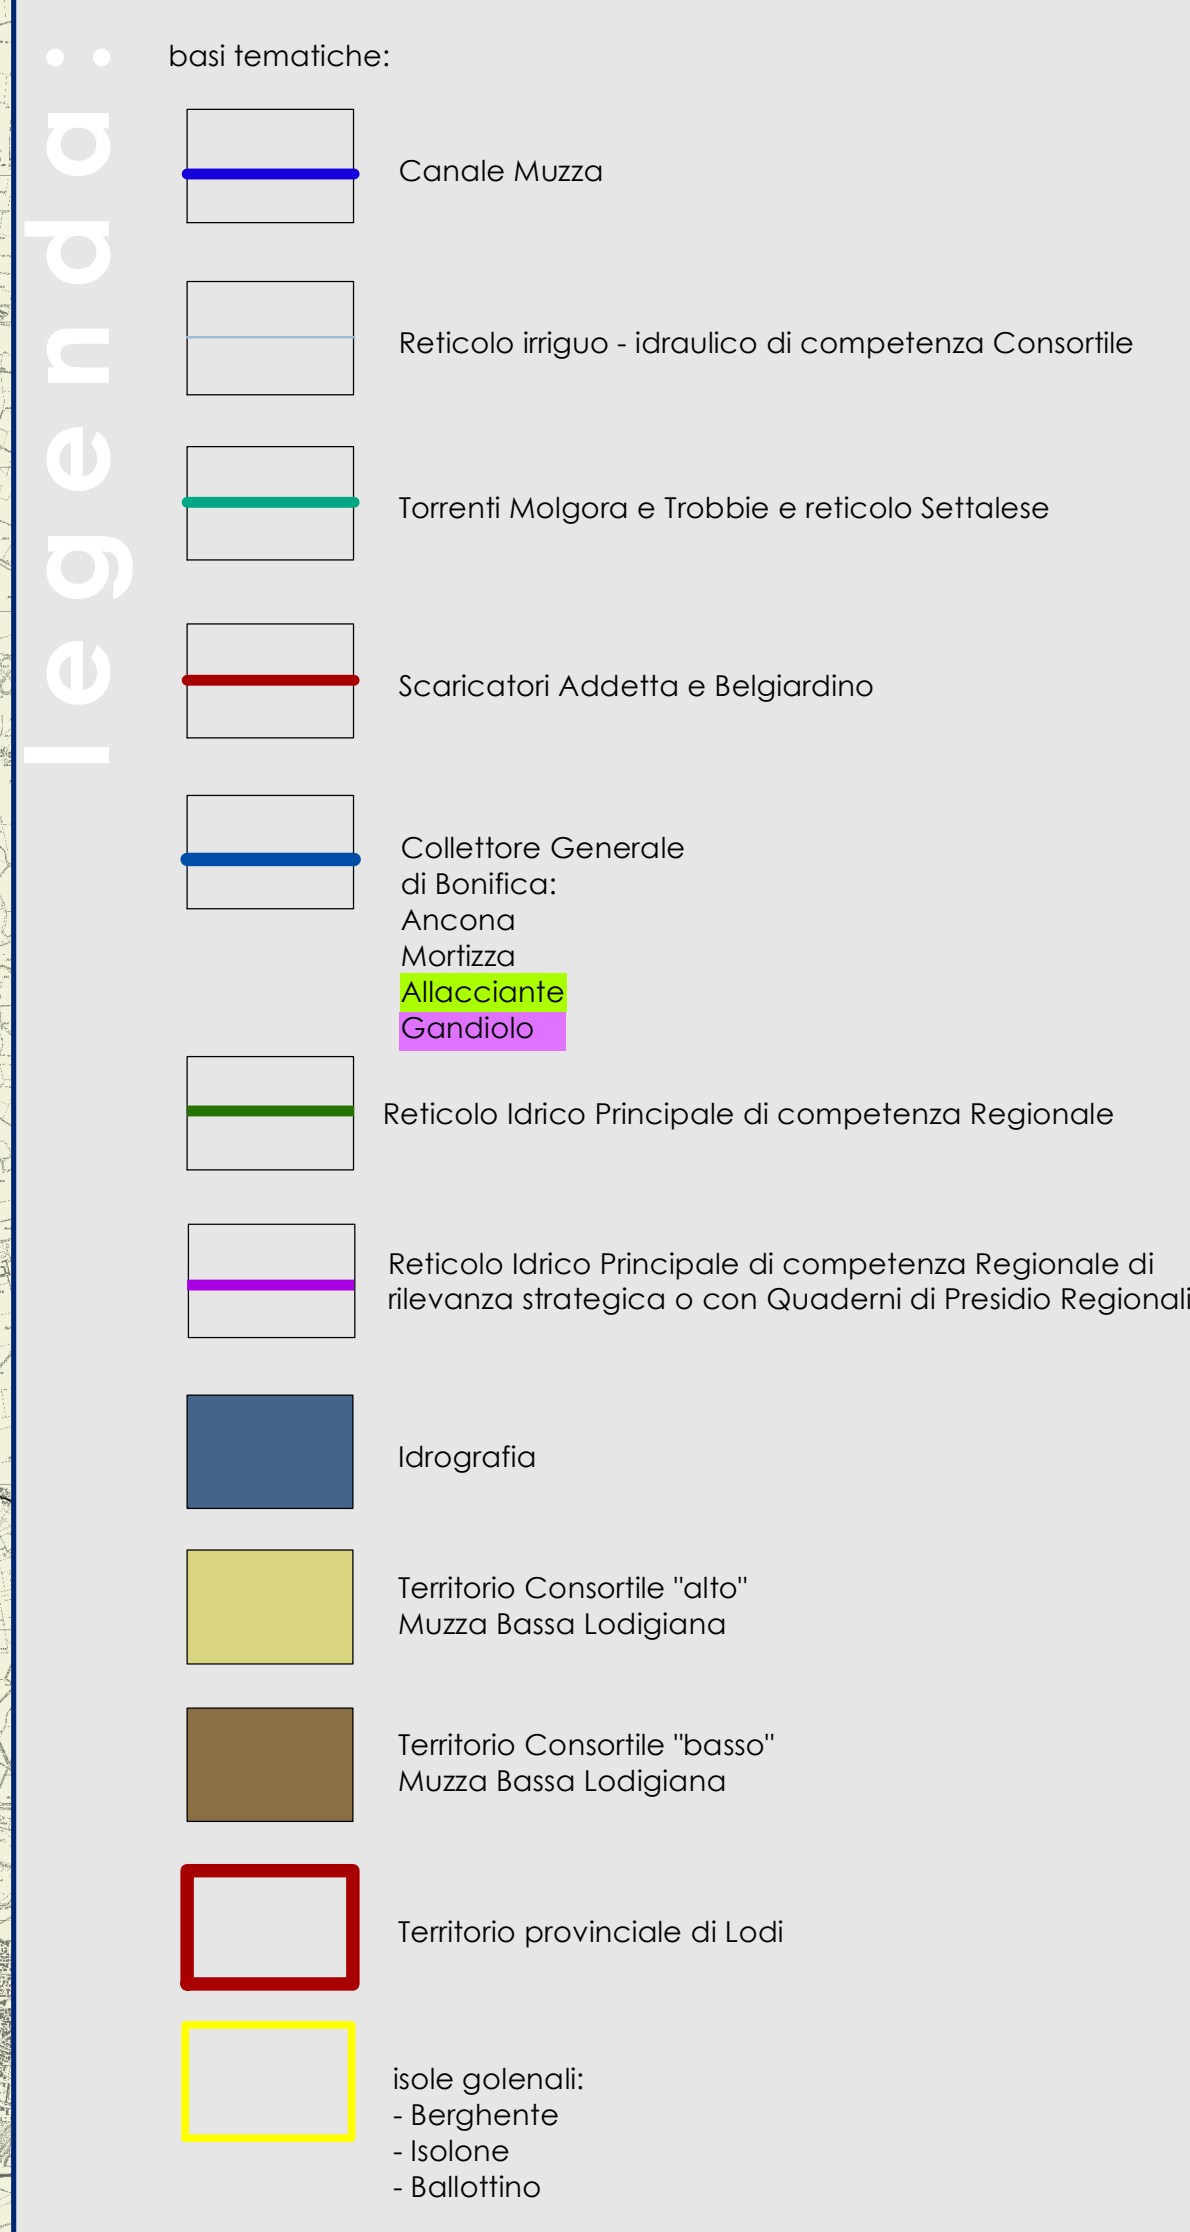 legenda:
basi tematiche:
Canale Muzza
Reticolo irriguo - idraulico di competenza Consortile
Torrenti Molgora e Trobbie e reticolo Settalese
Scaricatori Addetta e Belgiardino
Collettore Generale
di Bonifica:
Ancona
Mortizza
Allacciante
Gandiolo
Reticolo Idrico Principale di competenza Regionale
Reticolo Idrico Principale di competenza Regionale di
rilevanza strategica o con Quaderni di Presidio Regionali
Idrografia
Territorio Consortile "alto"
Muzza Bassa Lodigiana
Territorio Consortile "basso"
Muzza Bassa Lodigiana
Territorio provinciale di Lodi
isole golenali:
- Berghente
- Isolone
- Ballottino